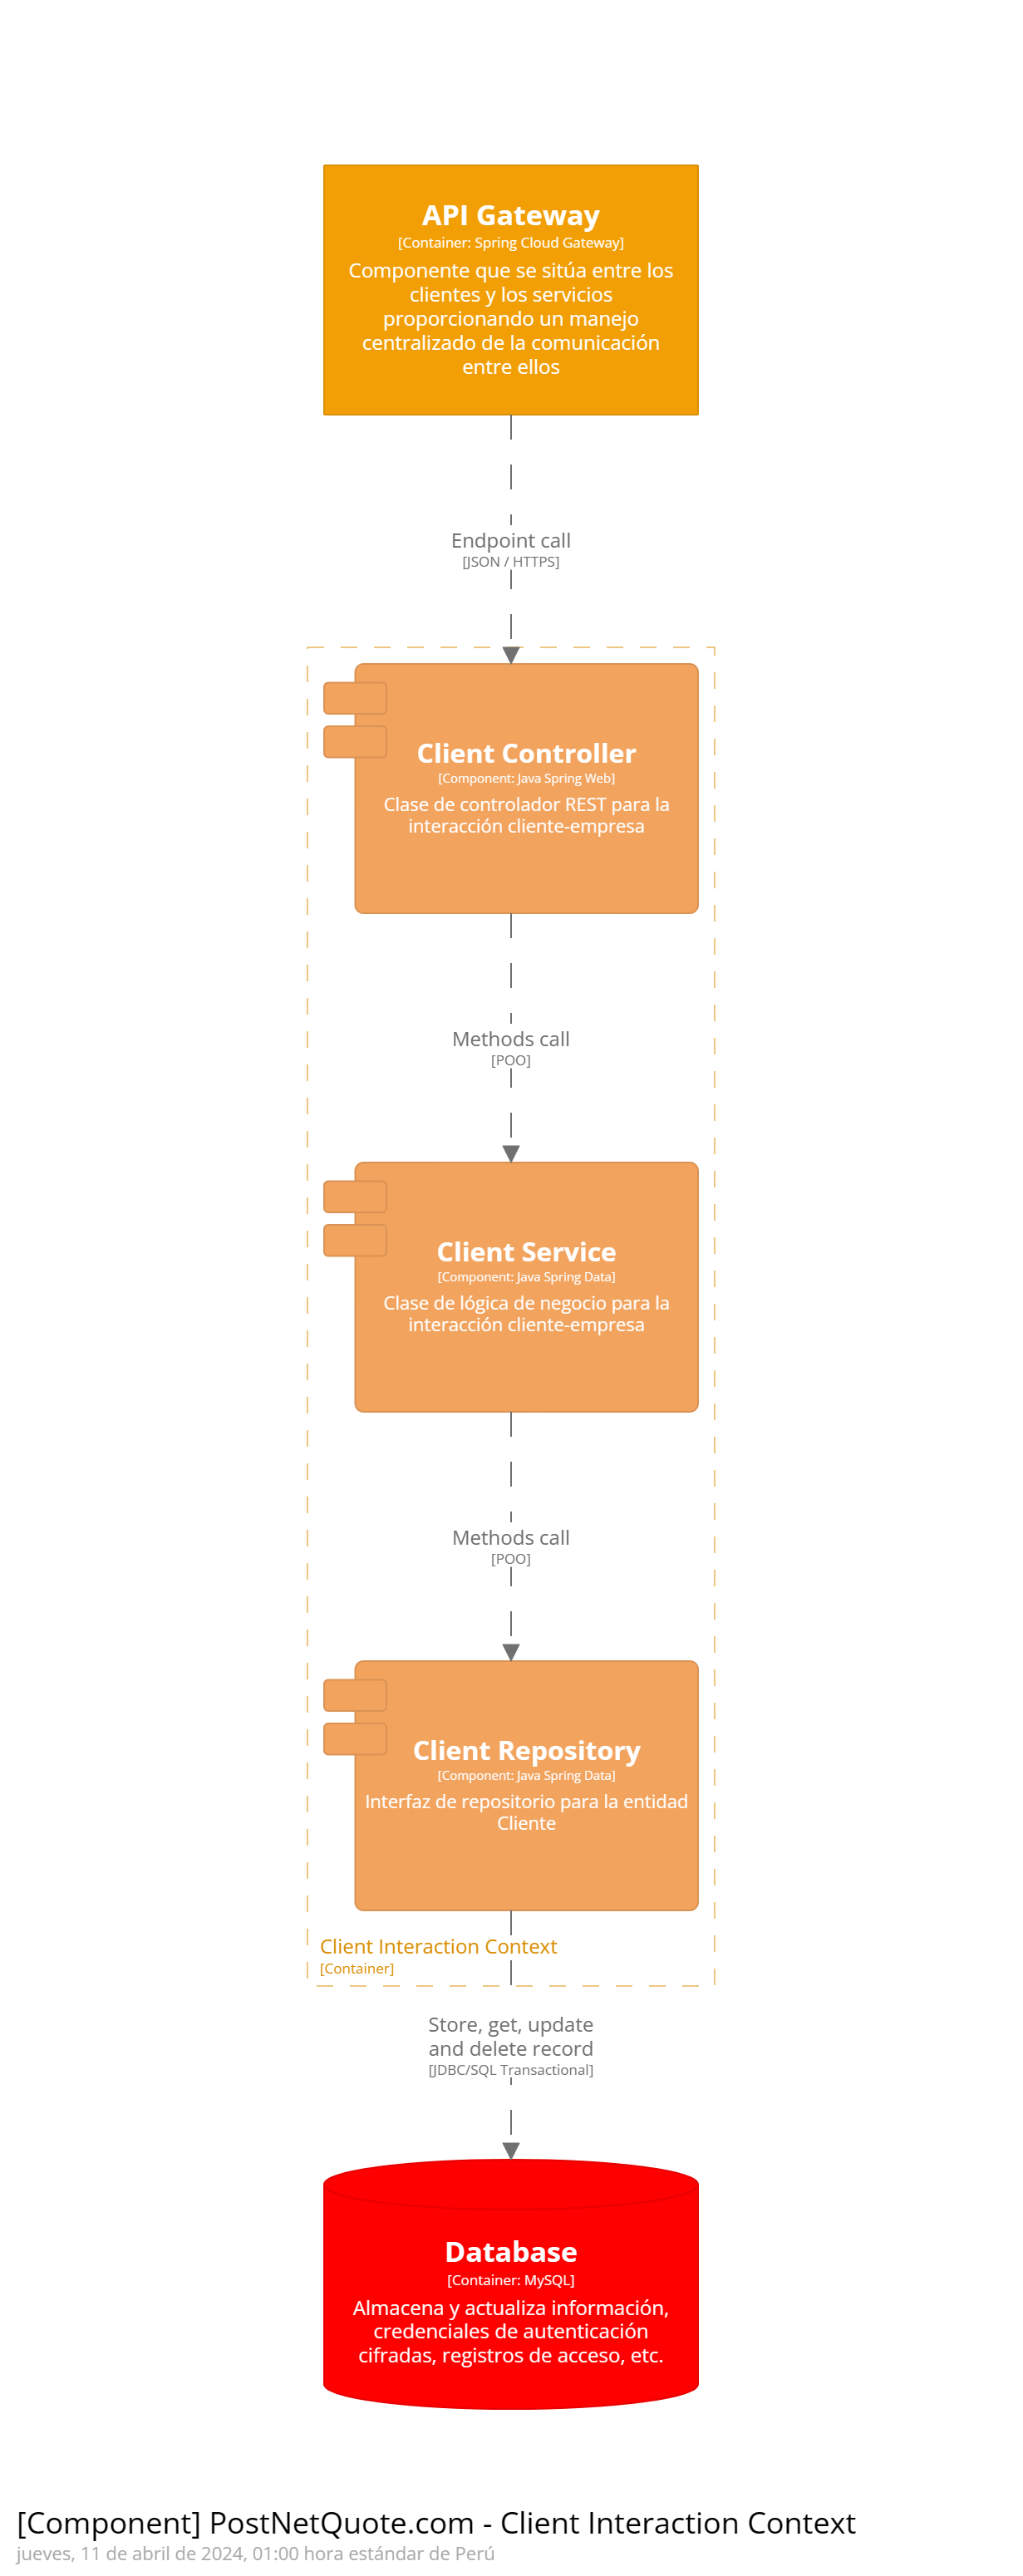 API Gateway
[Container: Spring Cloud Gateway]
Componente que se sitúa entre los
clientes y los servicios
proporcionando un manejo
centralizado de la comunicación
entre ellos
Endpoint call
[JSON / HTTPS]
Client Controller
[Component: Java Spring Web]
Clase de controlador REST para la
interacción cliente-empresa
Methods call
[POO]
Client Service
[Component: Java Spring Data]
Clase de lógica de negocio para la
interacción cliente-empresa
Methods call
[POO]
Client Repository
[Component: Java Spring Data]
Interfaz de repositorio para la entidad
Cliente
Client Interaction Context
[Container]
Store, get, update
and delete record
[JDBC/SQL Transactional]
Database
[Container: MySQL]
Almacena y actualiza información,
credenciales de autenticación
cifradas, registros de acceso, etc.
[Component] PostNetQuote.com - Client Interaction Context
jueves, 11 de abril de 2024, 01:00 hora estándar de Perú